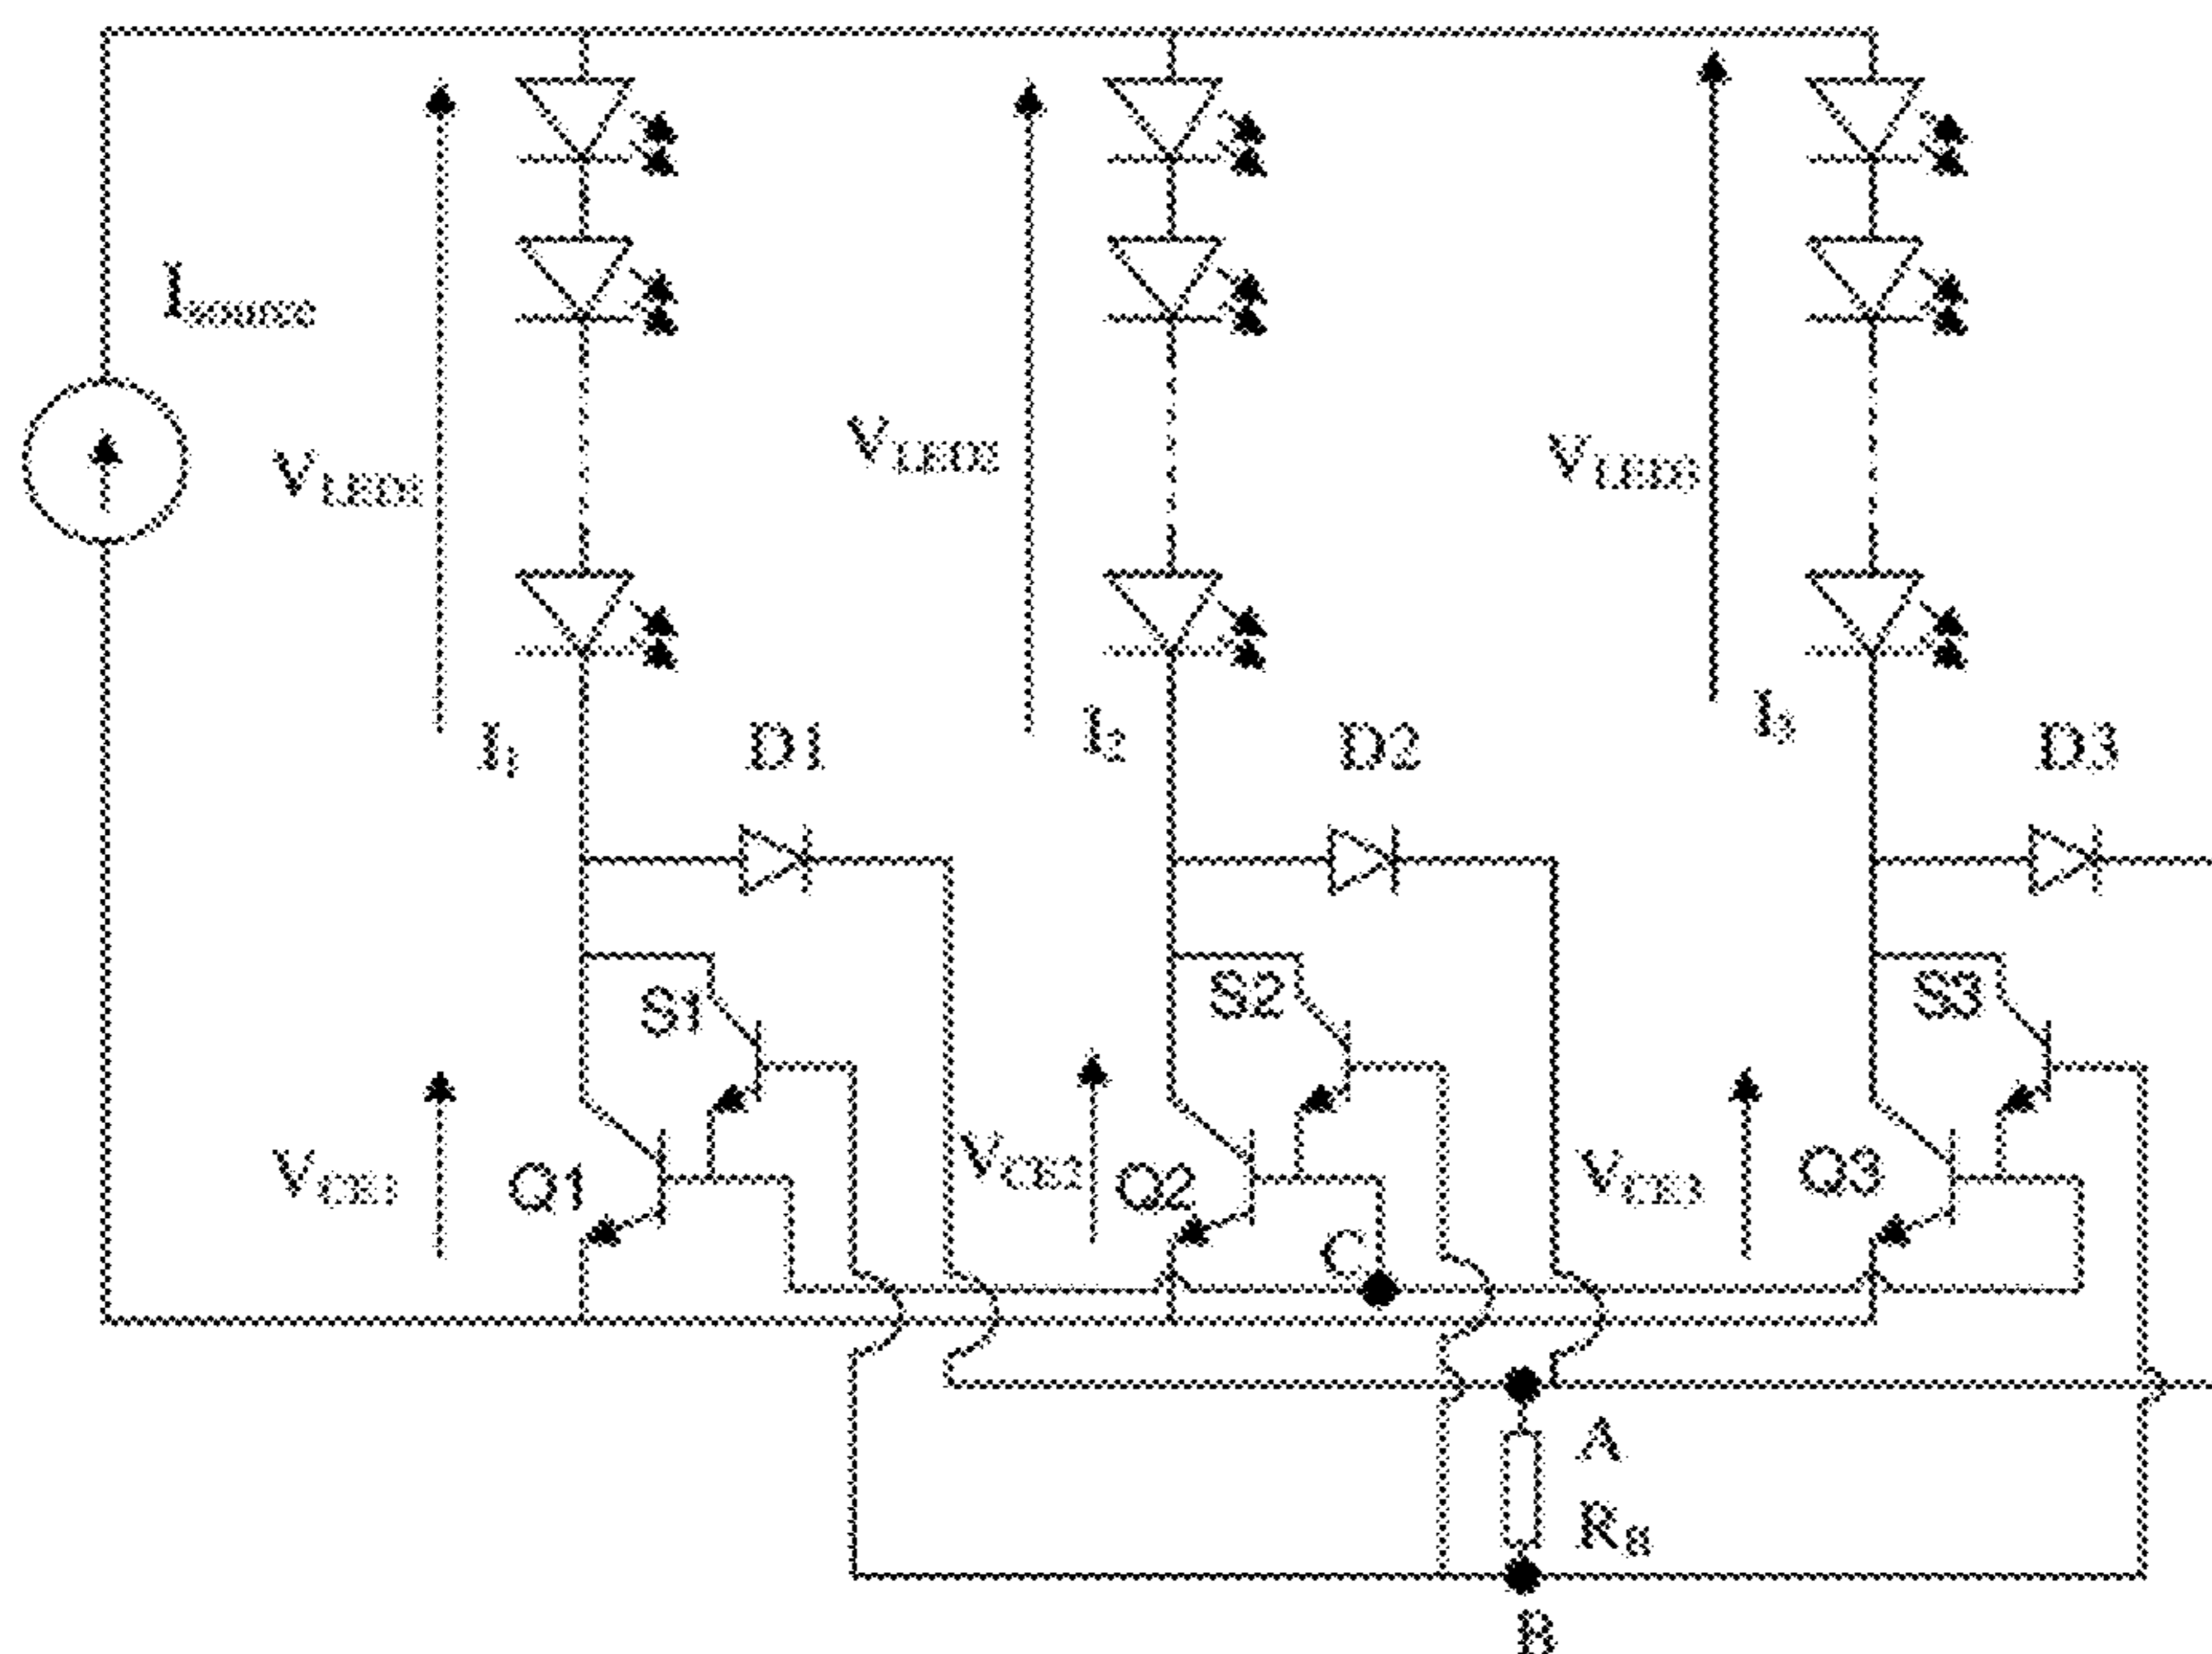 Isource
VLED1
VLED2
VLED3
I1
D1
I2
D2
I3
D3
S1
S2
S3
VCE1
Q1
VCE2
Q2
VCE3
Q3
C
A
RB
B